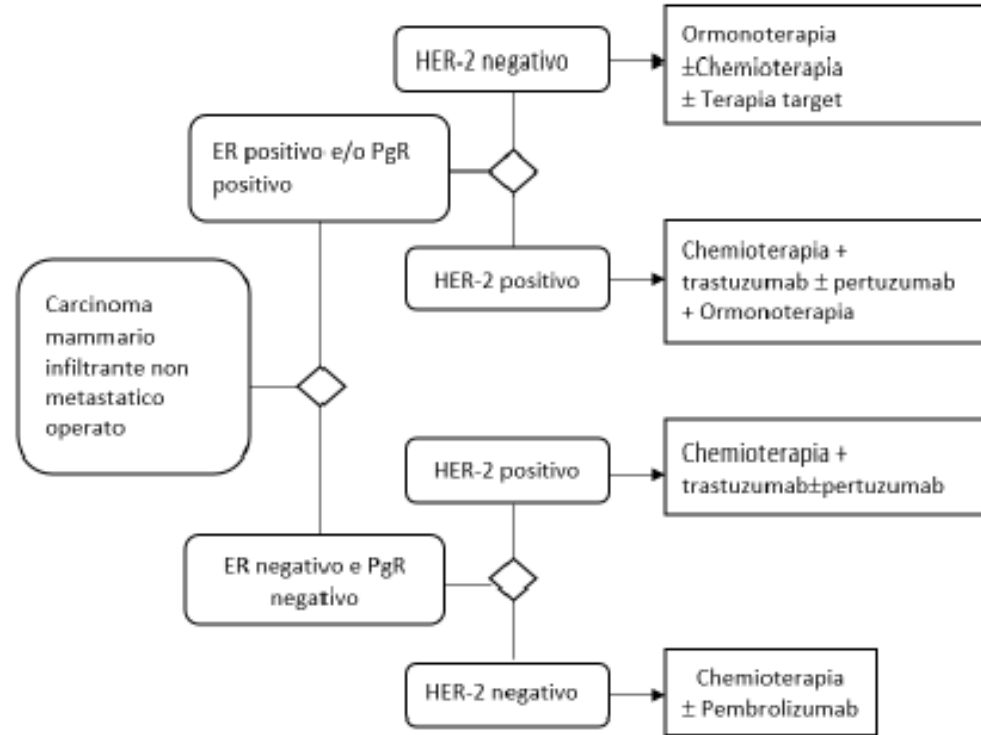 HER-2 negativo
Ormonoterapia
±Chemioterapia
± Terapia target
ER positivo e/o PgR
positivo
HER-2 positivo
Chemioterapia +
trastuzumab ± pertuzumab
+ Ormonoterapia
Carcinoma
mammario
infiltrante non
metastatico
operato
HER-2 positivo
Chemioterapia +
trastuzumab±pertuzumab
ER negativo e PgR
negativo
HER-2 negativo
Chemioterapia
± Pembrolizumab